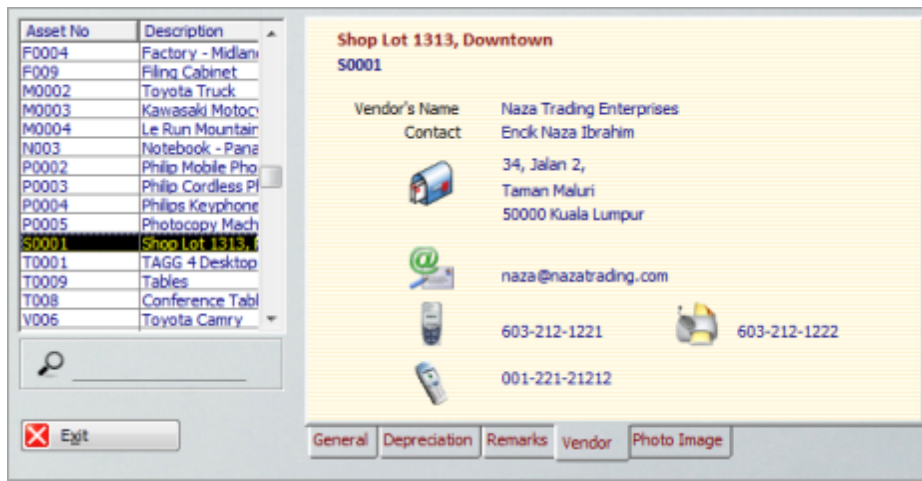 Asset No Description
F0004 Factory - Midlan
F009 Filing Cabinet
M0002 Toyota Truck
M0003 Kawasaki Motocy
M0004 Le Run Mountain
N003 Notebook - Pana
P0002 Philip Mobile Pho
P0003 Philip Cordless Ph
P0004 Philips Keyphone
P0005 Photocopy Mach
S0001 Shop Lot 1313,
T0001 TAGG 4 Desktop
T0009 Tables
T008 Conference Tabl
V006 Toyota Camry
Exit
Shop Lot 1313, Downtown
S0001
Vendor's Name Naza Trading Enterprises
Contact Encik Naza Ibrahim
34, Jalan 2,
Taman Maluri
50000 Kuala Lumpur
naza@nazatrading.com
603-212-1221 603-212-1222
001-221-21212
General Depreciation Remarks Vendor Photo Image